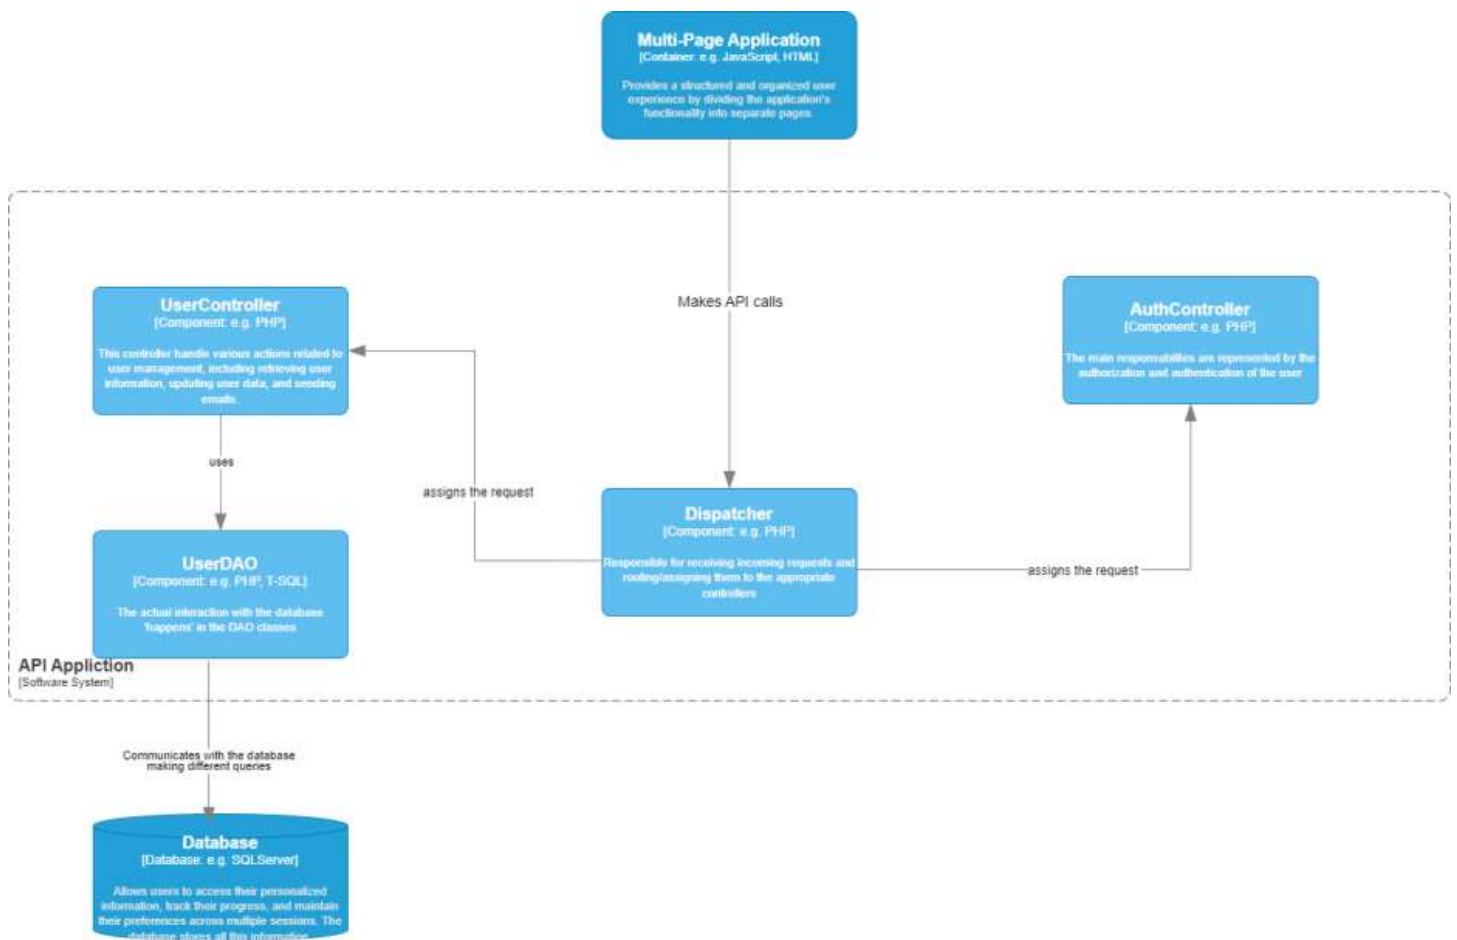 Multi-Page Application
[Container: e.g. JavaScript, HTML]
Provides a structured and organized user
experience by dividing the application's
functionality into separate pages.
Makes API calls
UserController
[Component: e.g. PHP]
This controller handle various actions related to
user management, including retrieving user
information, updating user data, and sending
emails.
AuthController
[Component: e.g. PHP]
The main responsabilities are represented by the
authorization and authentication of the user
uses
assigns the request
Dispatcher
[Component: e.g. PHP]
Responsible for receiving incoming requests and
routing/assigning them to the appropriate
controllers
assigns the request
UserDAO
[Component: e.g. PHP, T-SQL]
The actual interaction with the database
'happens' in the DAO classes
API Appliction
[Software System]
Communicates with the database
making different queries
Database
[Database: e.g. SQLServer]
Allows users to access their personalized
information, track their progress, and maintain
their preferences across multiple sessions. The
database stores all this information